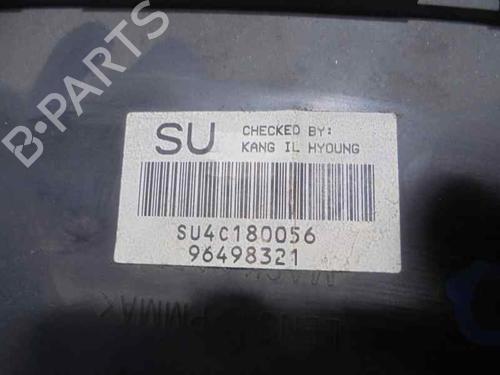 SU
CHECKED BY:
KANG IL HYOUNG
SU4C180056
96498321
B-PARTS